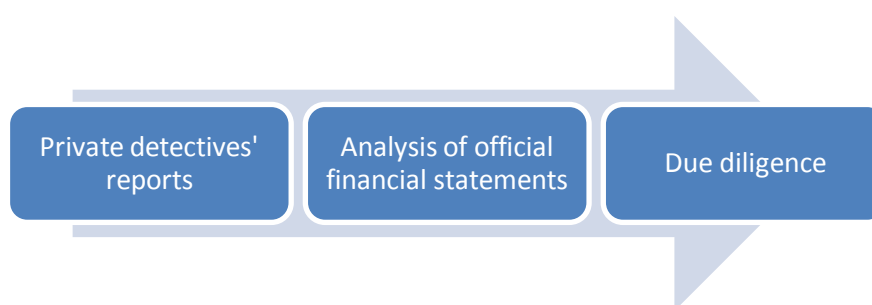 Private detectives'
reports
Analysis of official
financial statements
Due diligence